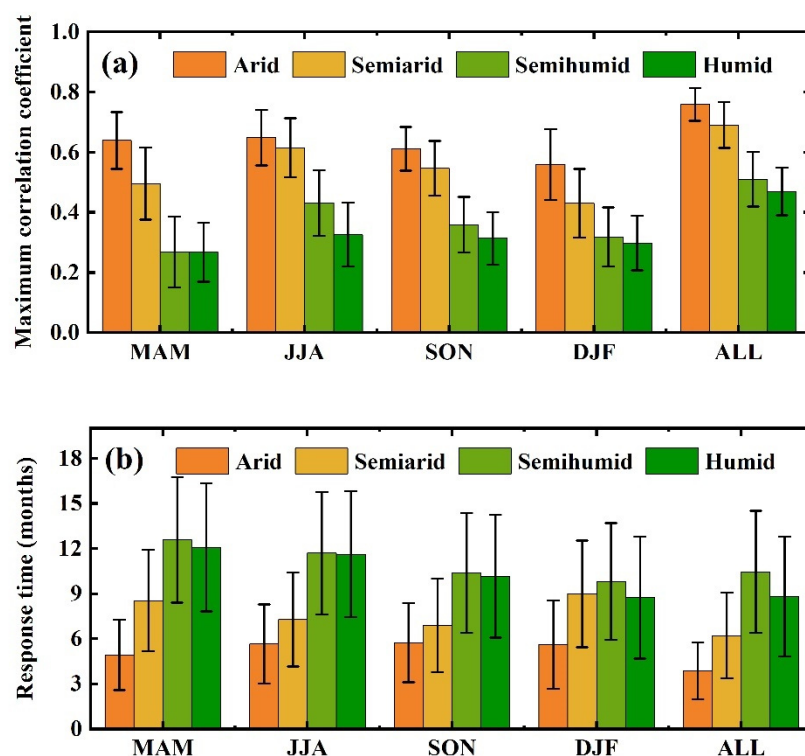 Maximum correlation coefficient
1.0
0.8
0.6
0.4
0.2
0.0
(a) Arid Semiarid Semihumid Humid
MAM JJA SON DJF ALL
Response time (months)
18
15
12
9
6
3
0
(b) Arid Semiarid Semihumid Humid
MAM JJA SON DJF ALL